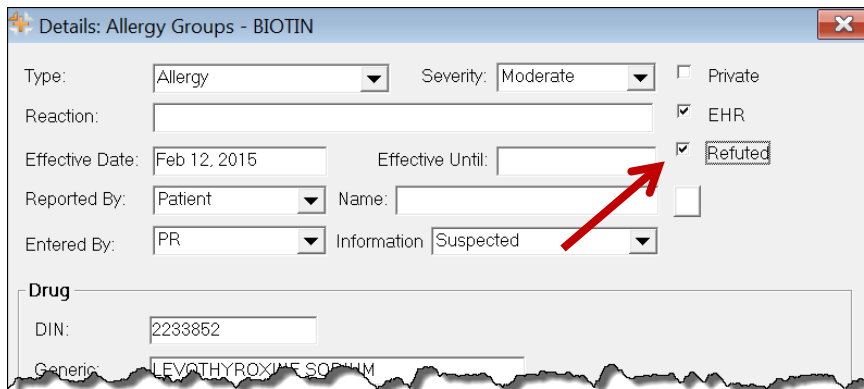 Details: Allergy Groups - BIOTIN
Type: Allergy Severity: Moderate Private
Reaction: EHR
Effective Date: Feb 12, 2015 Effective Until: Refuted
Reported By: Patient Name:
Entered By: PR Information Suspected
Drug
DIN: 2233852
Generic: LEVOTHYROXINE SODIUM